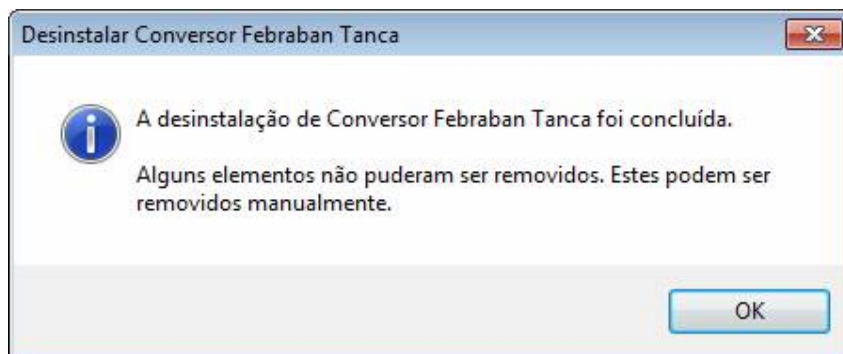 Desinstalar Conversor Febraban Tanca
A desinstalação de Conversor Febraban Tanca foi concluída.
Alguns elementos não puderam ser removidos. Estes podem ser
removidos manualmente.
OK